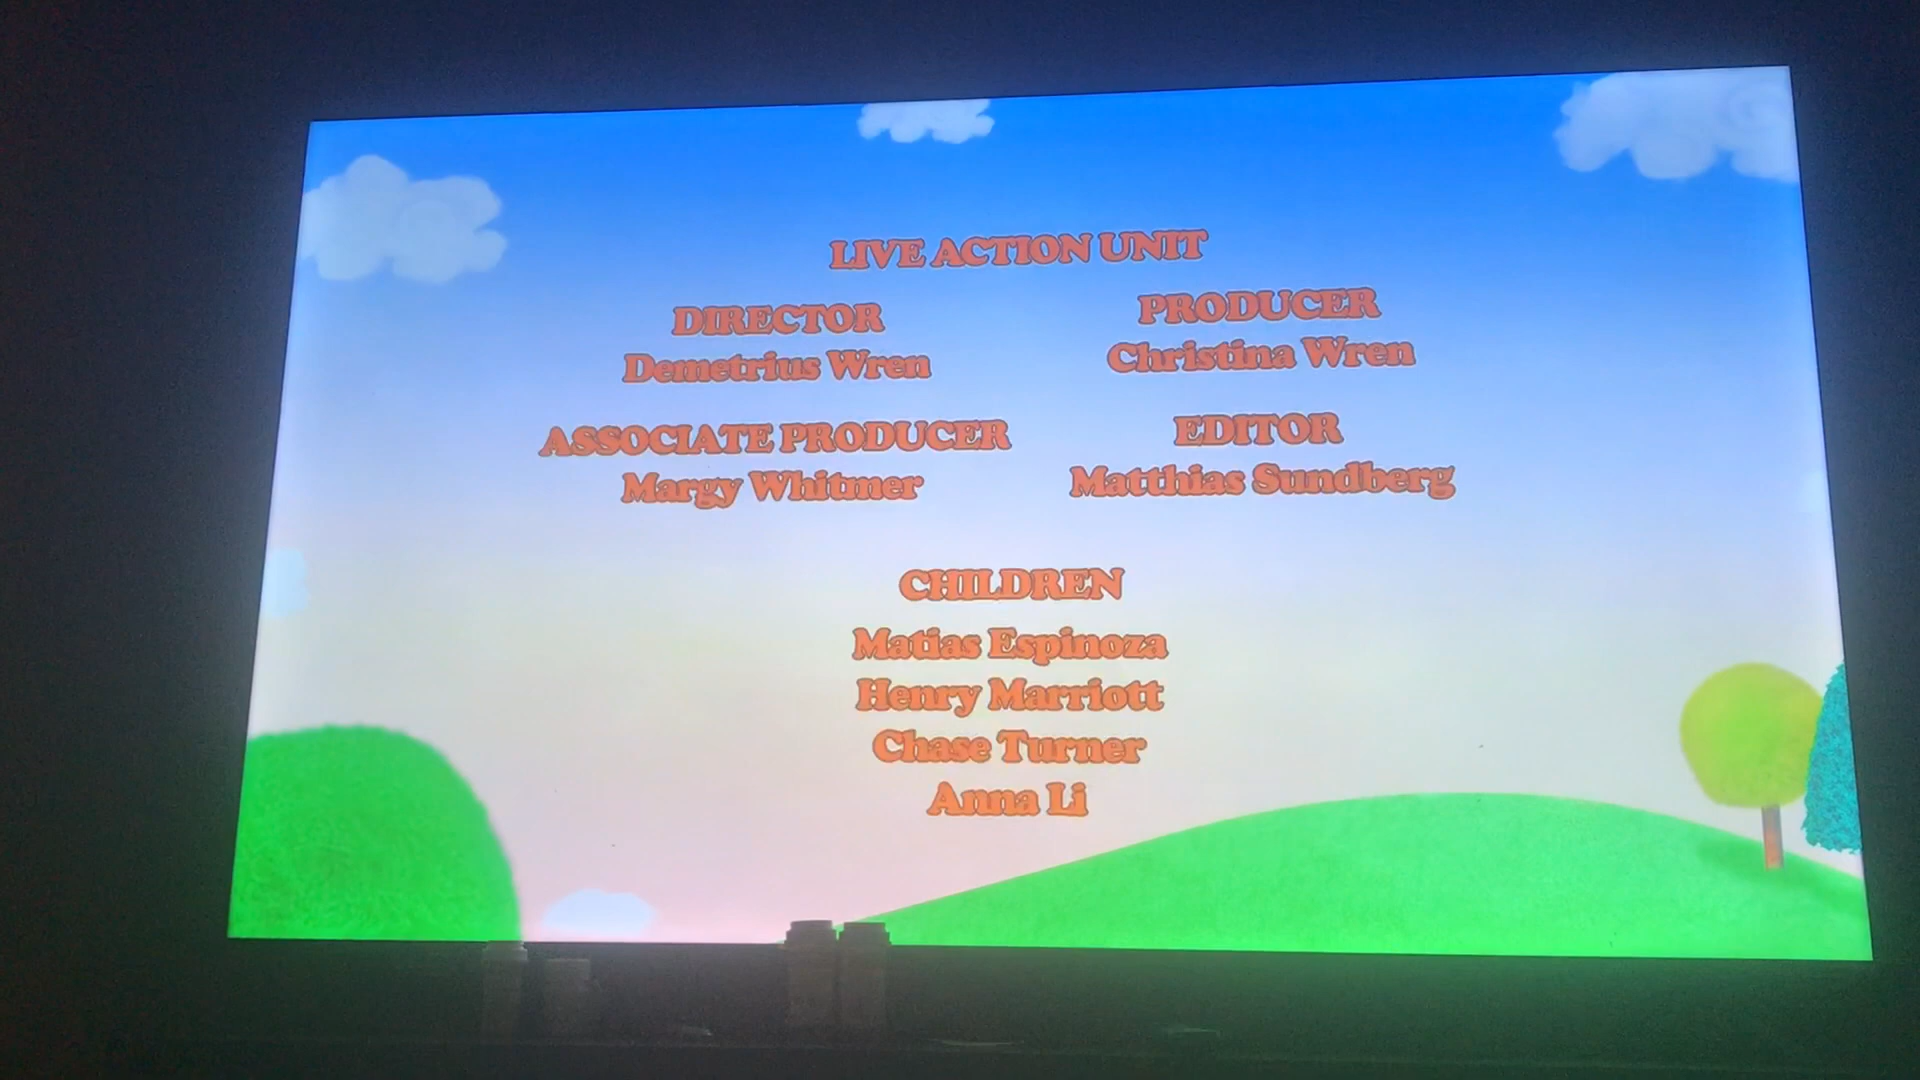 LIVE ACTION UNIT
DIRECTOR
Demetrius Wren
PRODUCER
Christina Wren
ASSOCIATE PRODUCER
Margy Whitmer
EDITOR
Matthias Sundberg
CHILDREN
Matias Espinoza
Henry Marriott
Chase Turner
Anna Li